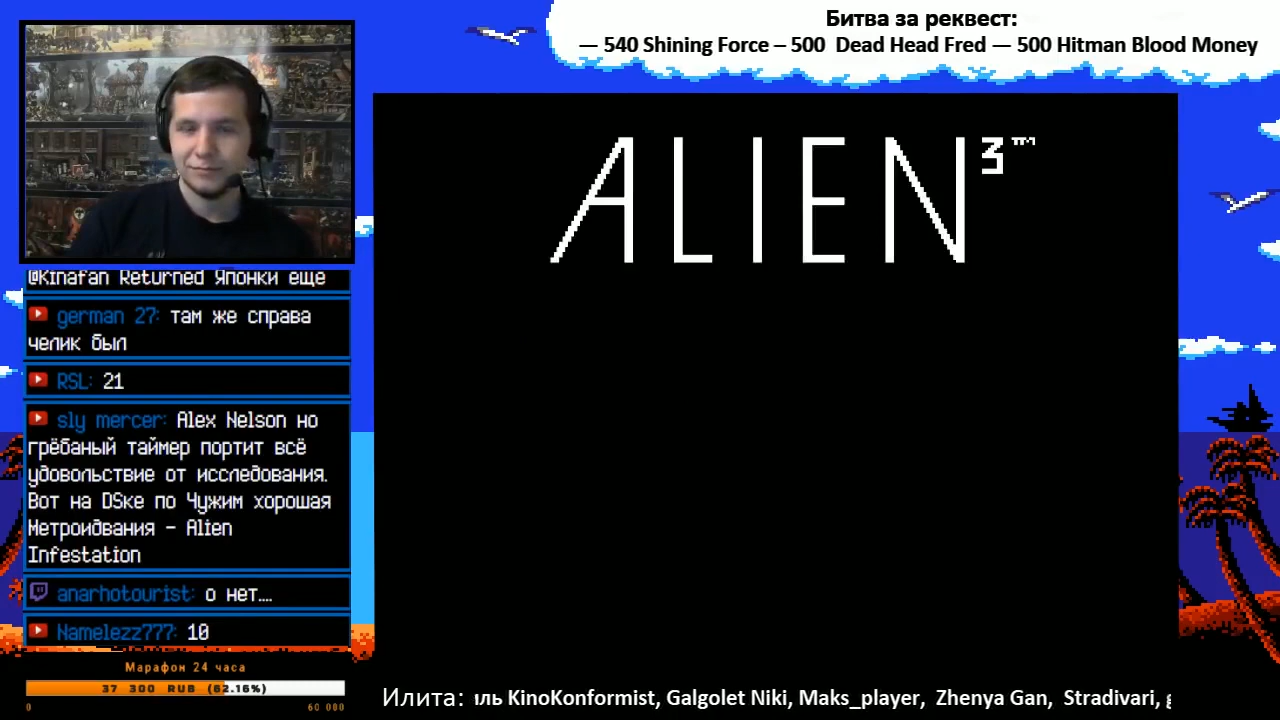 Битва за реквест:
— 540 Shining Force – 500  Dead Head Fred — 500 Hitman Blood Money
ALIEN3™
@Kinafan Returned Японки еще
german 27: там же справа
челик был
RSL: 21
sly mercer: Alex Nelson но
грёбаный таймер портит всё
удовольствие от исследования.
Вот на DSке по Чужим хорошая
Метроидвания - Alien
Infestation
anarhotourist: о нет....
Namelezz777: 10
Марафон 24 часа
37 300 RUB (62.16%)
0 60 000
Илита: иль KinoKonformist, Galgolet Niki, Maks_player,  Zhenya Gan,  Stradivari, g